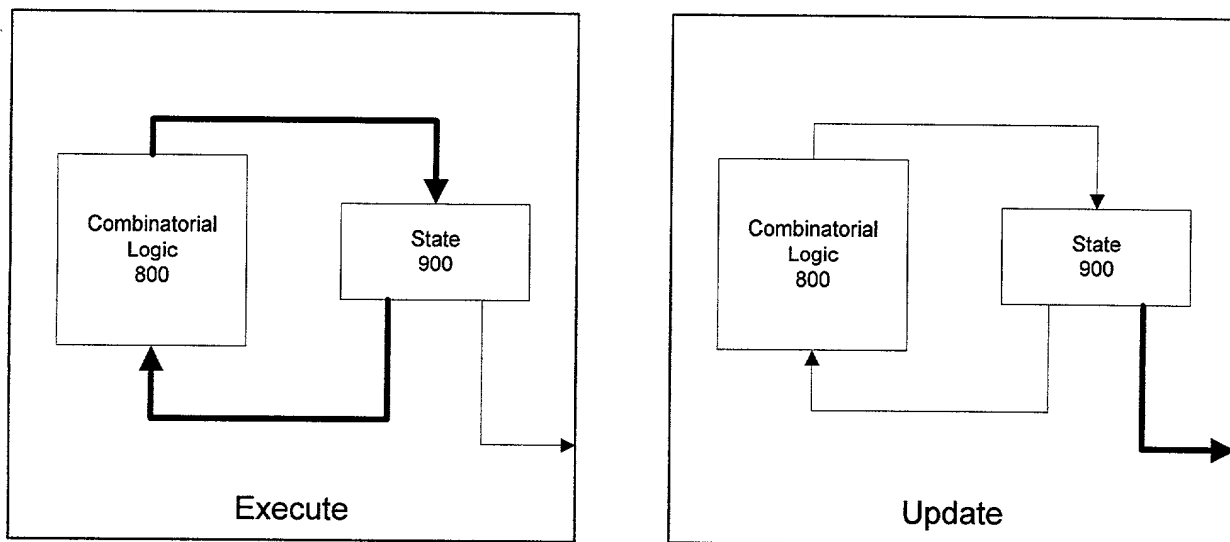 Combinatorial
Logic
800
State
900
Execute
Combinatorial
Logic
800
State
900
Update